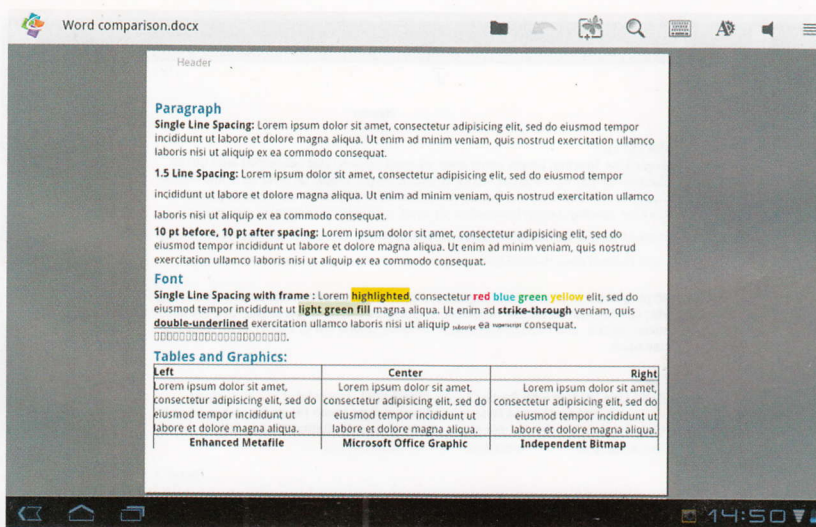 Word comparison.docx
Header
Paragraph
Single Line Spacing: Lorem ipsum dolor sit amet, consectetur adipisicing elit, sed do eiusmod tempor
incididunt ut labore et dolore magna aliqua. Ut enim ad minim veniam, quis nostrud exercitation ullamco
laboris nisi ut aliquip ex ea commodo consequat.
1.5 Line Spacing: Lorem ipsum dolor sit amet, consectetur adipisicing elit, sed do eiusmod tempor
incididunt ut labore et dolore magna aliqua. Ut enim ad minim veniam, quis nostrud exercitation ullamco
laboris nisi ut aliquip ex ea commodo consequat.
10 pt before, 10 pt after spacing: Lorem ipsum dolor sit amet, consectetur adipisicing elit, sed do
eiusmod tempor incididunt ut labore et dolore magna aliqua. Ut enim ad minim veniam, quis nostrud
exercitation ullamco laboris nisi ut aliquip ex ea commodo consequat.
Font
Single Line Spacing with frame : Lorem highlighted, consectetur red blue green yellow elit, sed do
eiusmod tempor incididunt ut light green fill magna aliqua. Ut enim ad strike-through veniam, quis
double-underlined exercitation ullamco laboris nisi ut aliquip subscript ea superscript consequat.
Tables and Graphics:
Left Center Right
Lorem ipsum dolor sit amet, Lorem ipsum dolor sit amet, Lorem ipsum dolor sit amet,
consectetur adipisicing elit, sed do consectetur adipisicing elit, sed do consectetur adipisicing elit, sed do
eiusmod tempor incididunt ut eiusmod tempor incididunt ut eiusmod tempor incididunt ut
labore et dolore magna aliqua. labore et dolore magna aliqua. labore et dolore magna aliqua.
Enhanced Metafile Microsoft Office Graphic Independent Bitmap
14:50